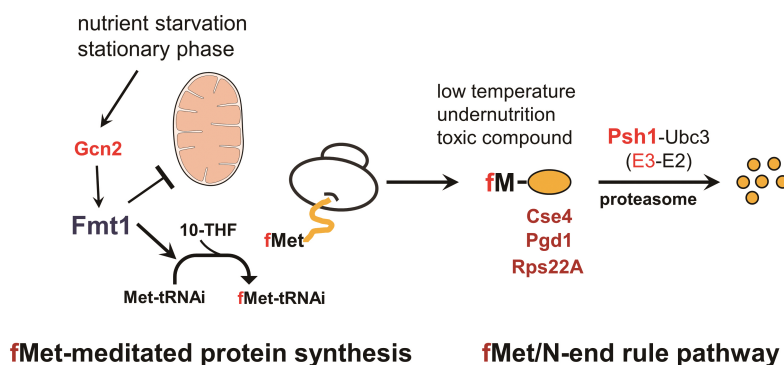 nutrient starvation
stationary phase
Gcn2
Fmt1
10-THF
Met-tRNAi
fMet-tRNAi
fMet
low temperature
undernutrition
toxic compound
fM
Cse4
Pgd1
Rps22A
Psh1-Ubc3
(E3-E2)
proteasome
fMet-meditated protein synthesis
fMet/N-end rule pathway